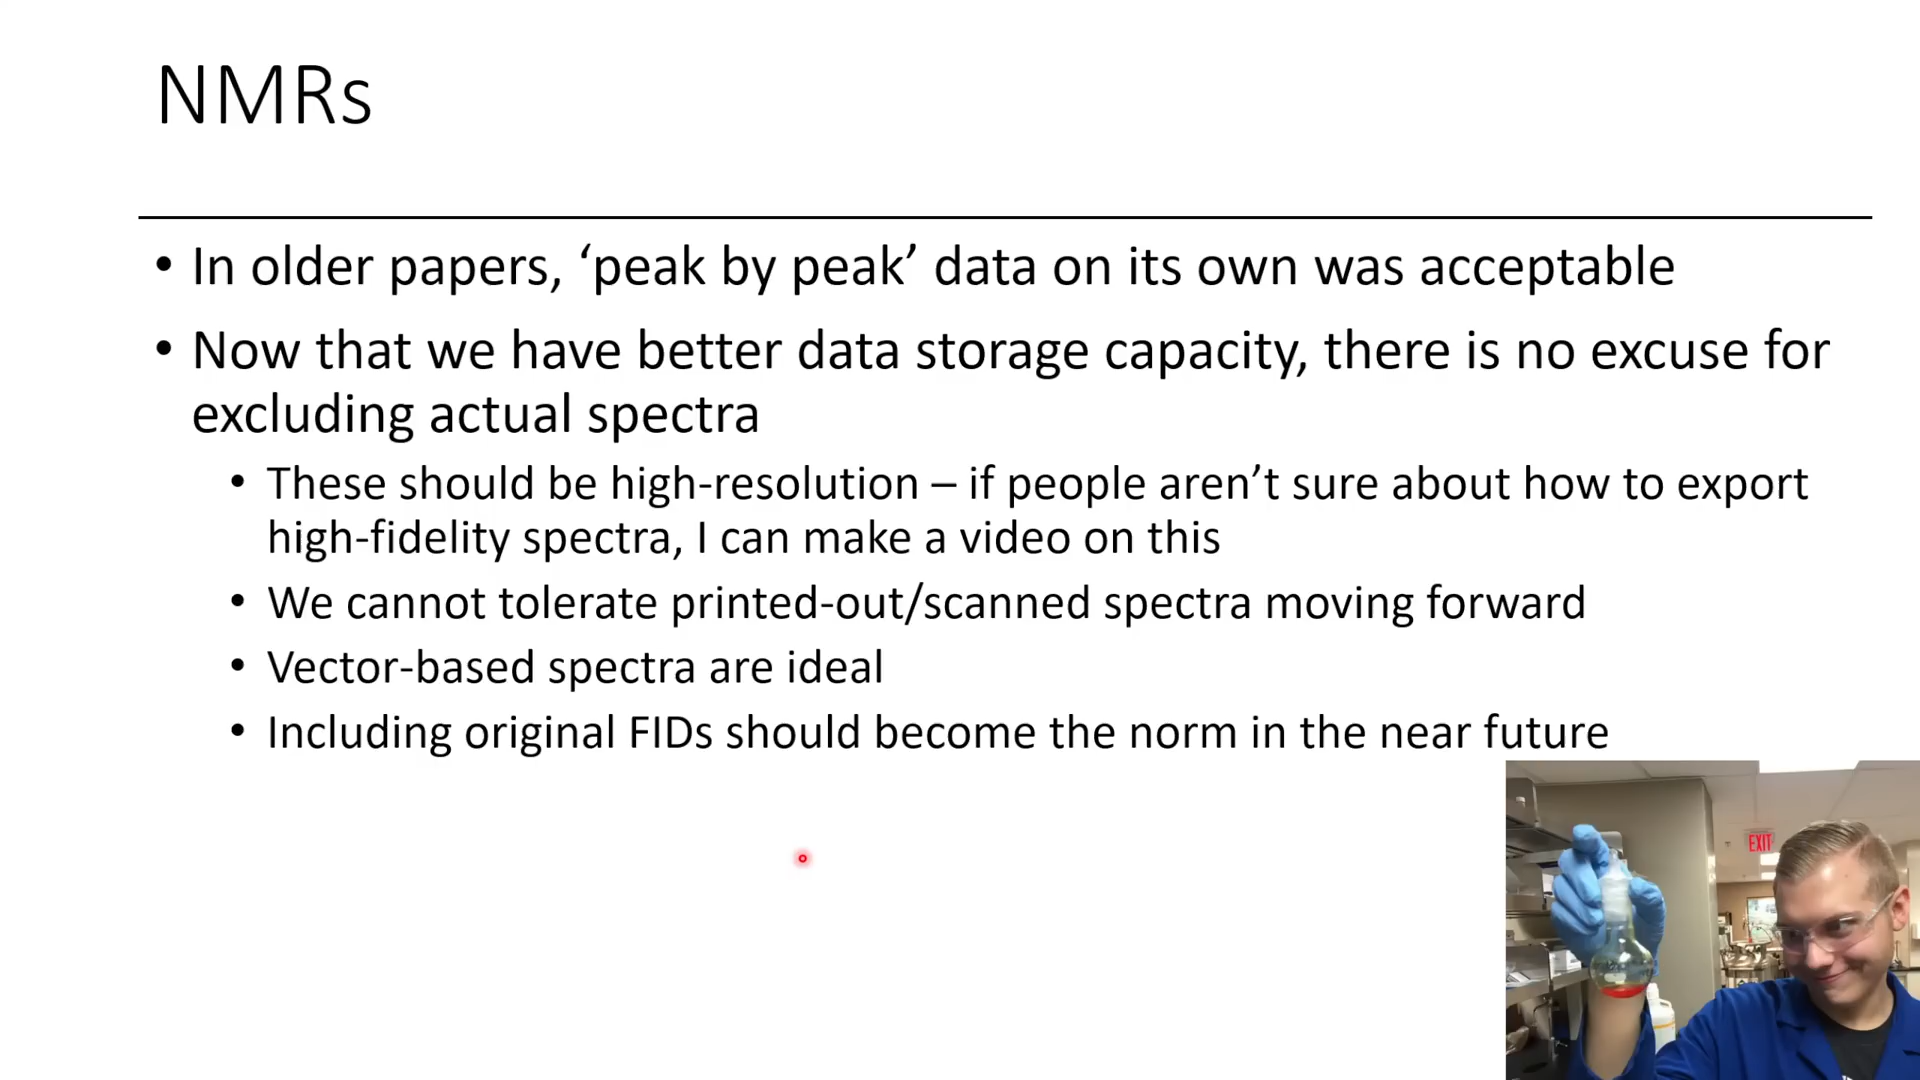 NMRs
• In older papers, ‘peak by peak’ data on its own was acceptable
• Now that we have better data storage capacity, there is no excuse for
excluding actual spectra
• These should be high-resolution – if people aren’t sure about how to export
high-fidelity spectra, I can make a video on this
• We cannot tolerate printed-out/scanned spectra moving forward
• Vector-based spectra are ideal
• Including original FIDs should become the norm in the near future
EXIT